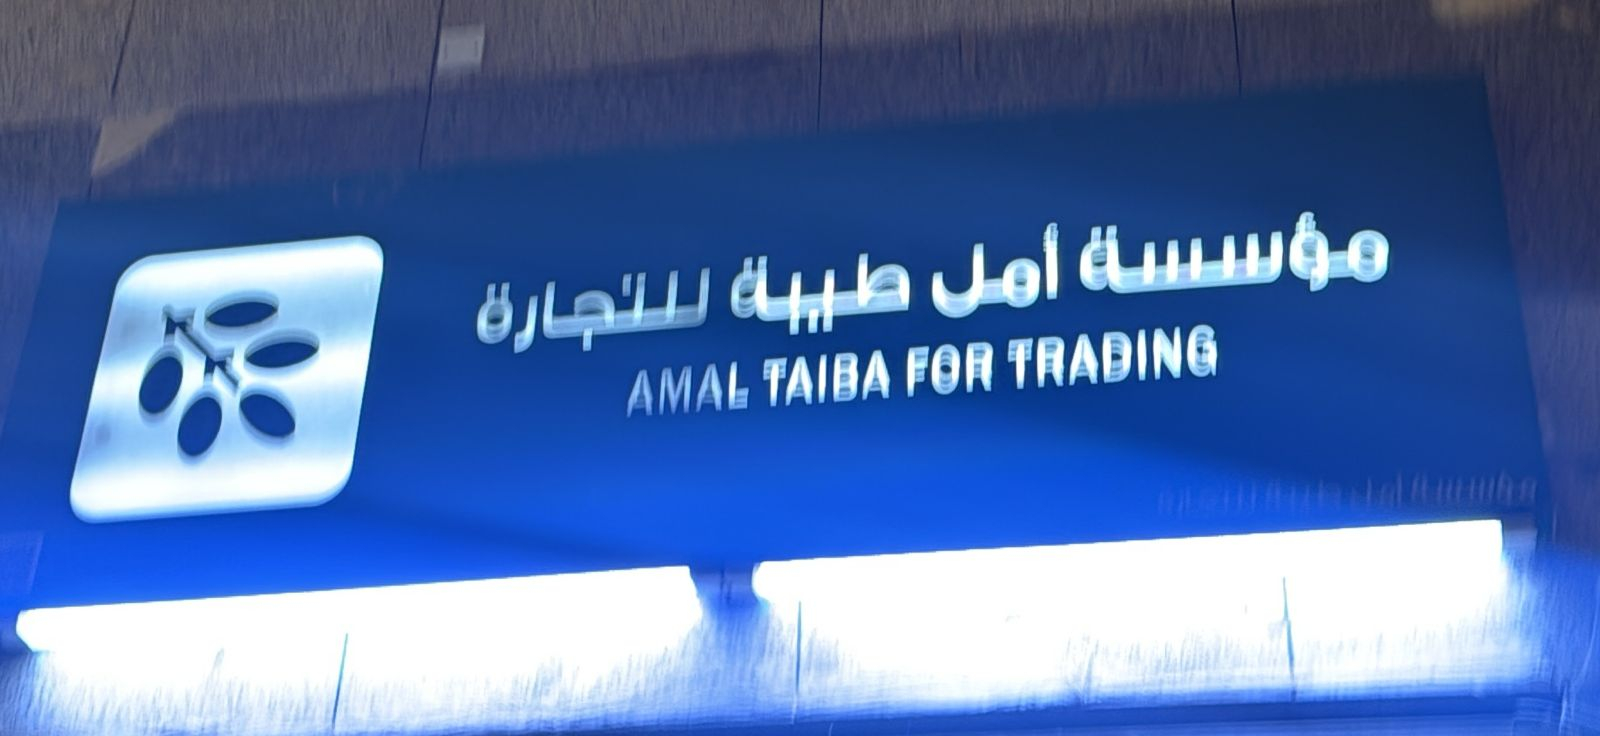 مؤسسة أمل طيبة للتجارة
AMAL TAIBA FOR TRADING